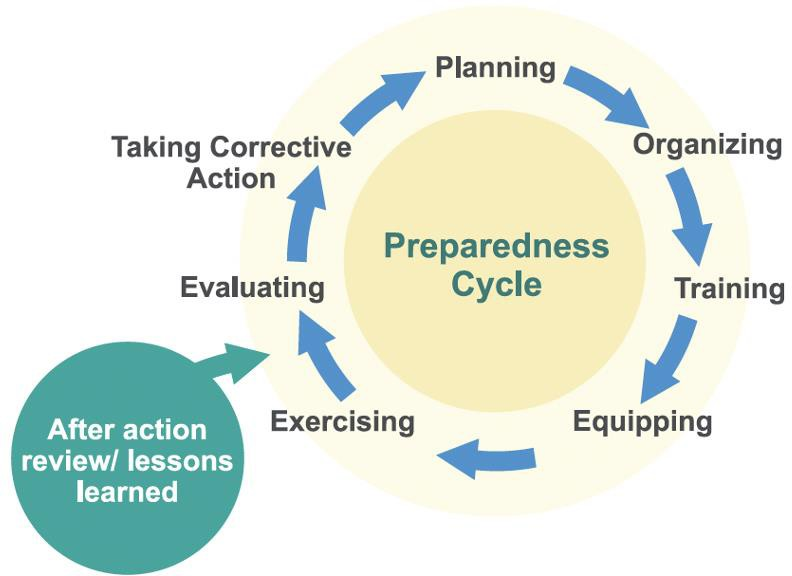 Planning
Organizing
Training
Equipping
Exercising
Evaluating
Taking Corrective
Action
Preparedness
Cycle
After action
review/ lessons
learned